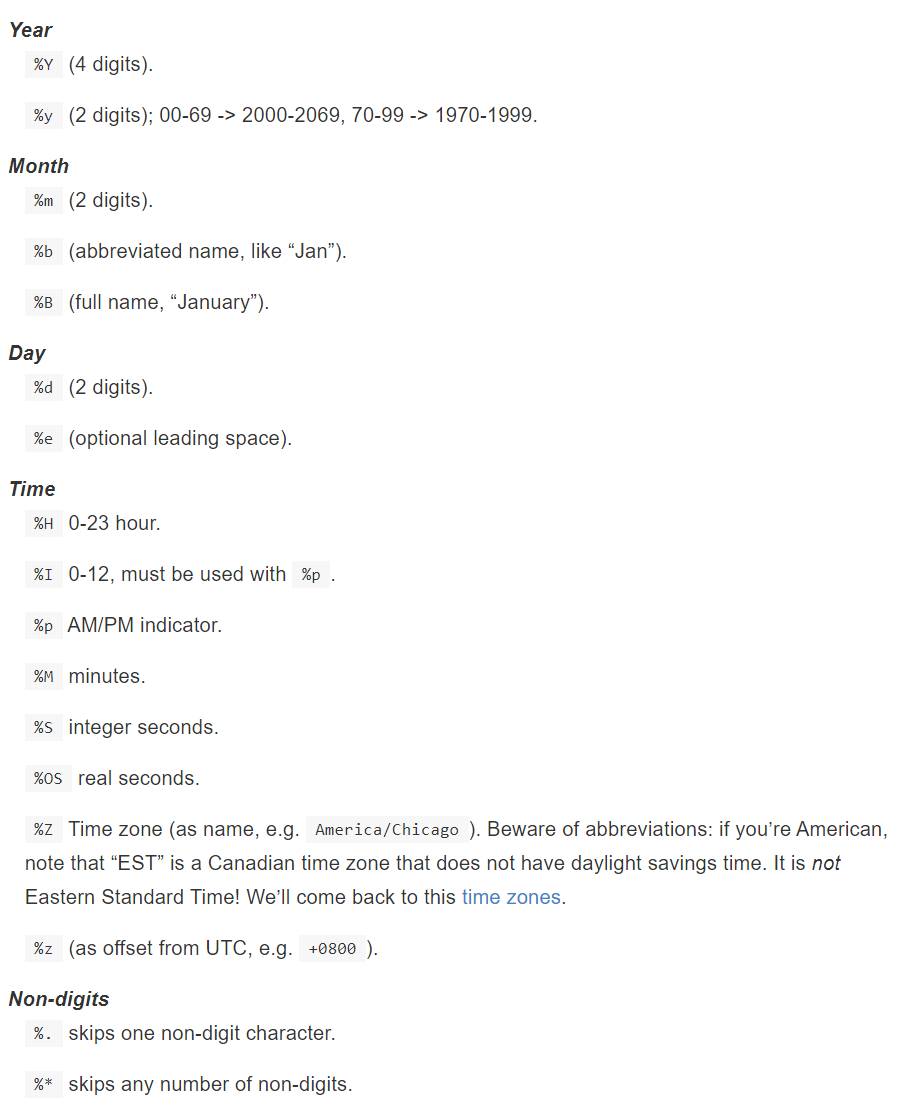 Year
%Y (4 digits).
%y (2 digits); 00-69 -> 2000-2069, 70-99 -> 1970-1999.
Month
%m (2 digits).
%b (abbreviated name, like “Jan”).
%B (full name, “January”).
Day
%d (2 digits).
%e (optional leading space).
Time
%H 0-23 hour.
%I 0-12, must be used with %p .
%p AM/PM indicator.
%M minutes.
%S integer seconds.
%OS real seconds.
%Z Time zone (as name, e.g. America/Chicago ). Beware of abbreviations: if you’re American,
note that “EST” is a Canadian time zone that does not have daylight savings time. It is not
Eastern Standard Time! We’ll come back to this time zones.
%z (as offset from UTC, e.g. +0800 ).
Non-digits
%. skips one non-digit character.
%* skips any number of non-digits.